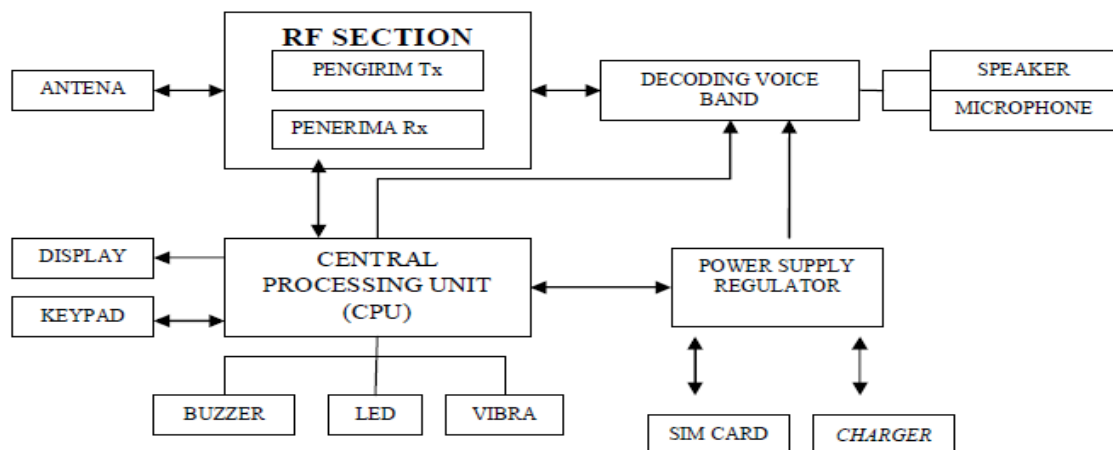 RF SECTION
PENGIRIM Tx
PENERIMA Rx
ANTENA
DECODING VOICE
BAND
SPEAKER
MICROPHONE
DISPLAY
KEYPAD
CENTRAL
PROCESSING UNIT
(CPU)
POWER SUPPLY
REGULATOR
BUZZER
LED
VIBRA
SIM CARD
CHARGER